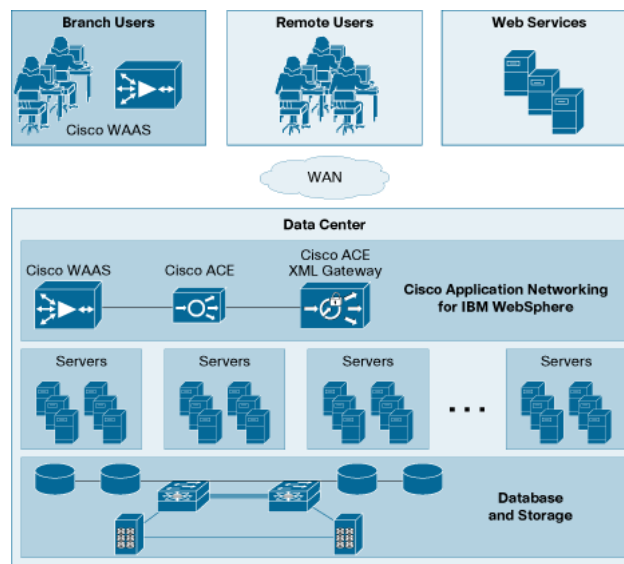 Branch Users
Remote Users
Web Services
Cisco WAAS
WAN
Data Center
Cisco WAAS
Cisco ACE
Cisco ACE
XML Gateway
Cisco Application Networking
for IBM WebSphere
Servers
Servers
Servers
Servers
...
Database
and Storage